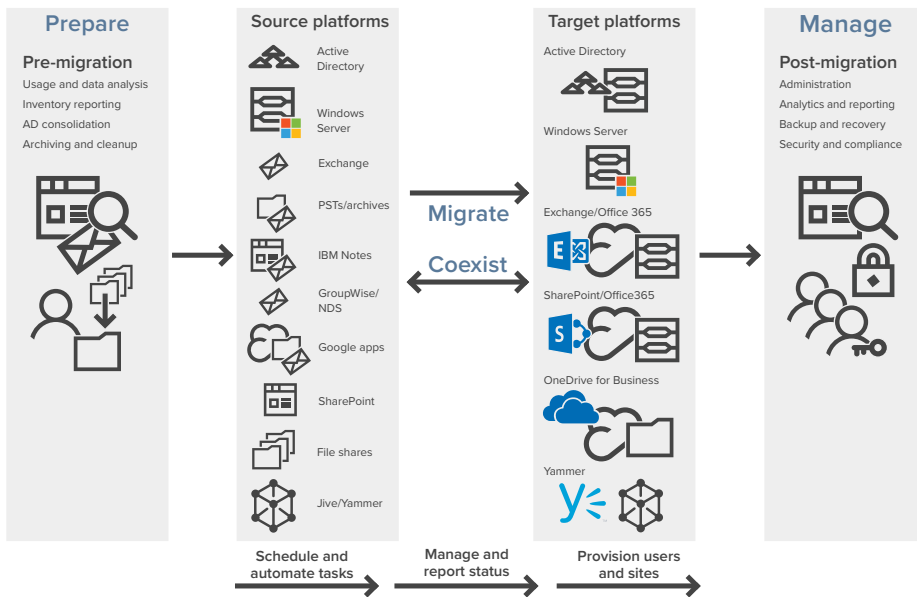 Prepare
Pre-migration
Usage and data analysis
Inventory reporting
AD consolidation
Archiving and cleanup
Source platforms
Active
Directory
Windows
Server
Exchange
PSTs/archives
IBM Notes
GroupWise/
NDS
Google apps
SharePoint
File shares
Jive/Yammer
Migrate
Coexist
Target platforms
Active Directory
Windows Server
Exchange/Office 365
E
SharePoint/Office365
S
OneDrive for Business
Yammer
Manage
Post-migration
Administration
Analytics and reporting
Backup and recovery
Security and compliance
Schedule and
automate tasks
Manage and
report status
Provision users
and sites